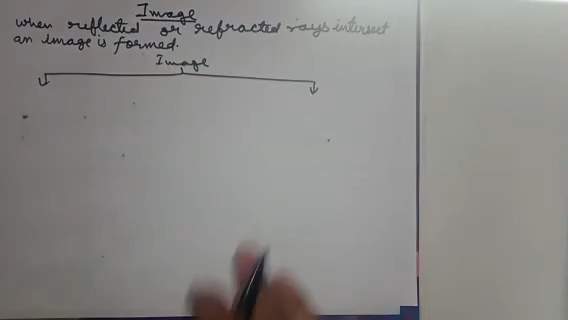 Image
when reflected or refracted rays intersect
an image is formed.
Image